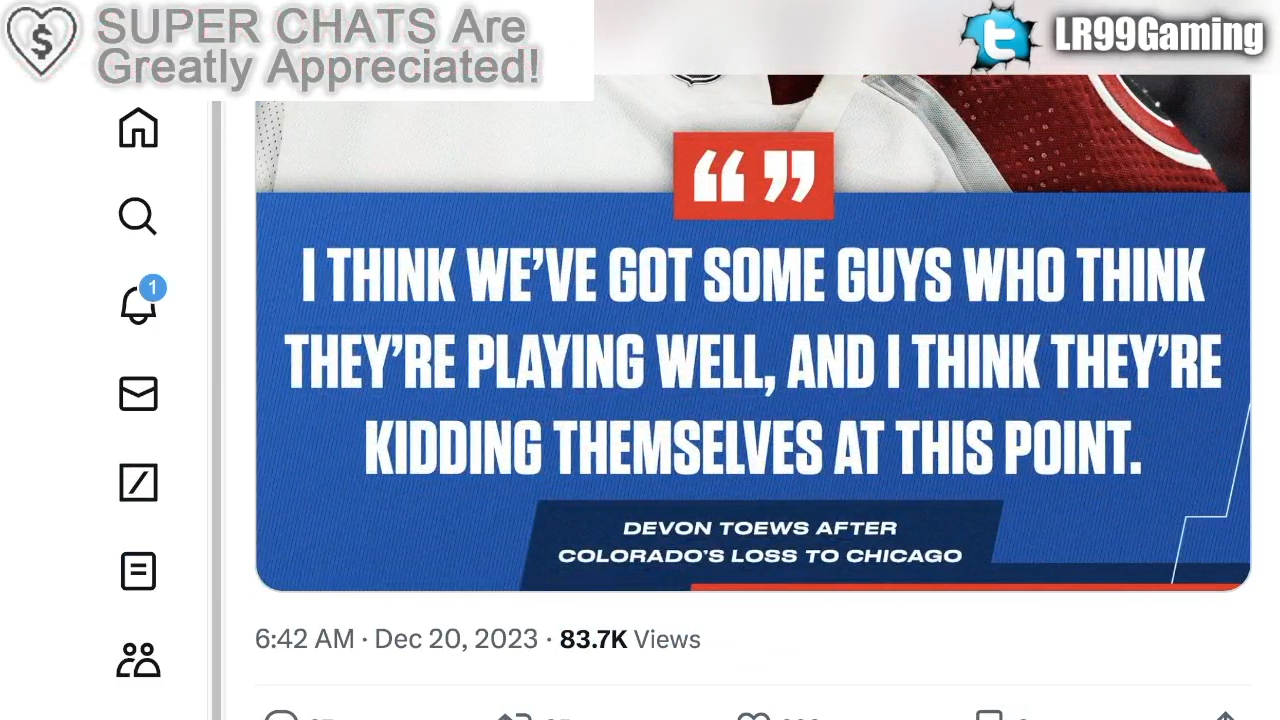 SUPER CHATS Are
Greatly Appreciated!
LR99Gaming
1
“ ”
I THINK WE’VE GOT SOME GUYS WHO THINK
THEY’RE PLAYING WELL, AND I THINK THEY’RE
KIDDING THEMSELVES AT THIS POINT.
DEVON TOEWS AFTER
COLORADO’S LOSS TO CHICAGO
6:42 AM · Dec 20, 2023 · 83.7K Views